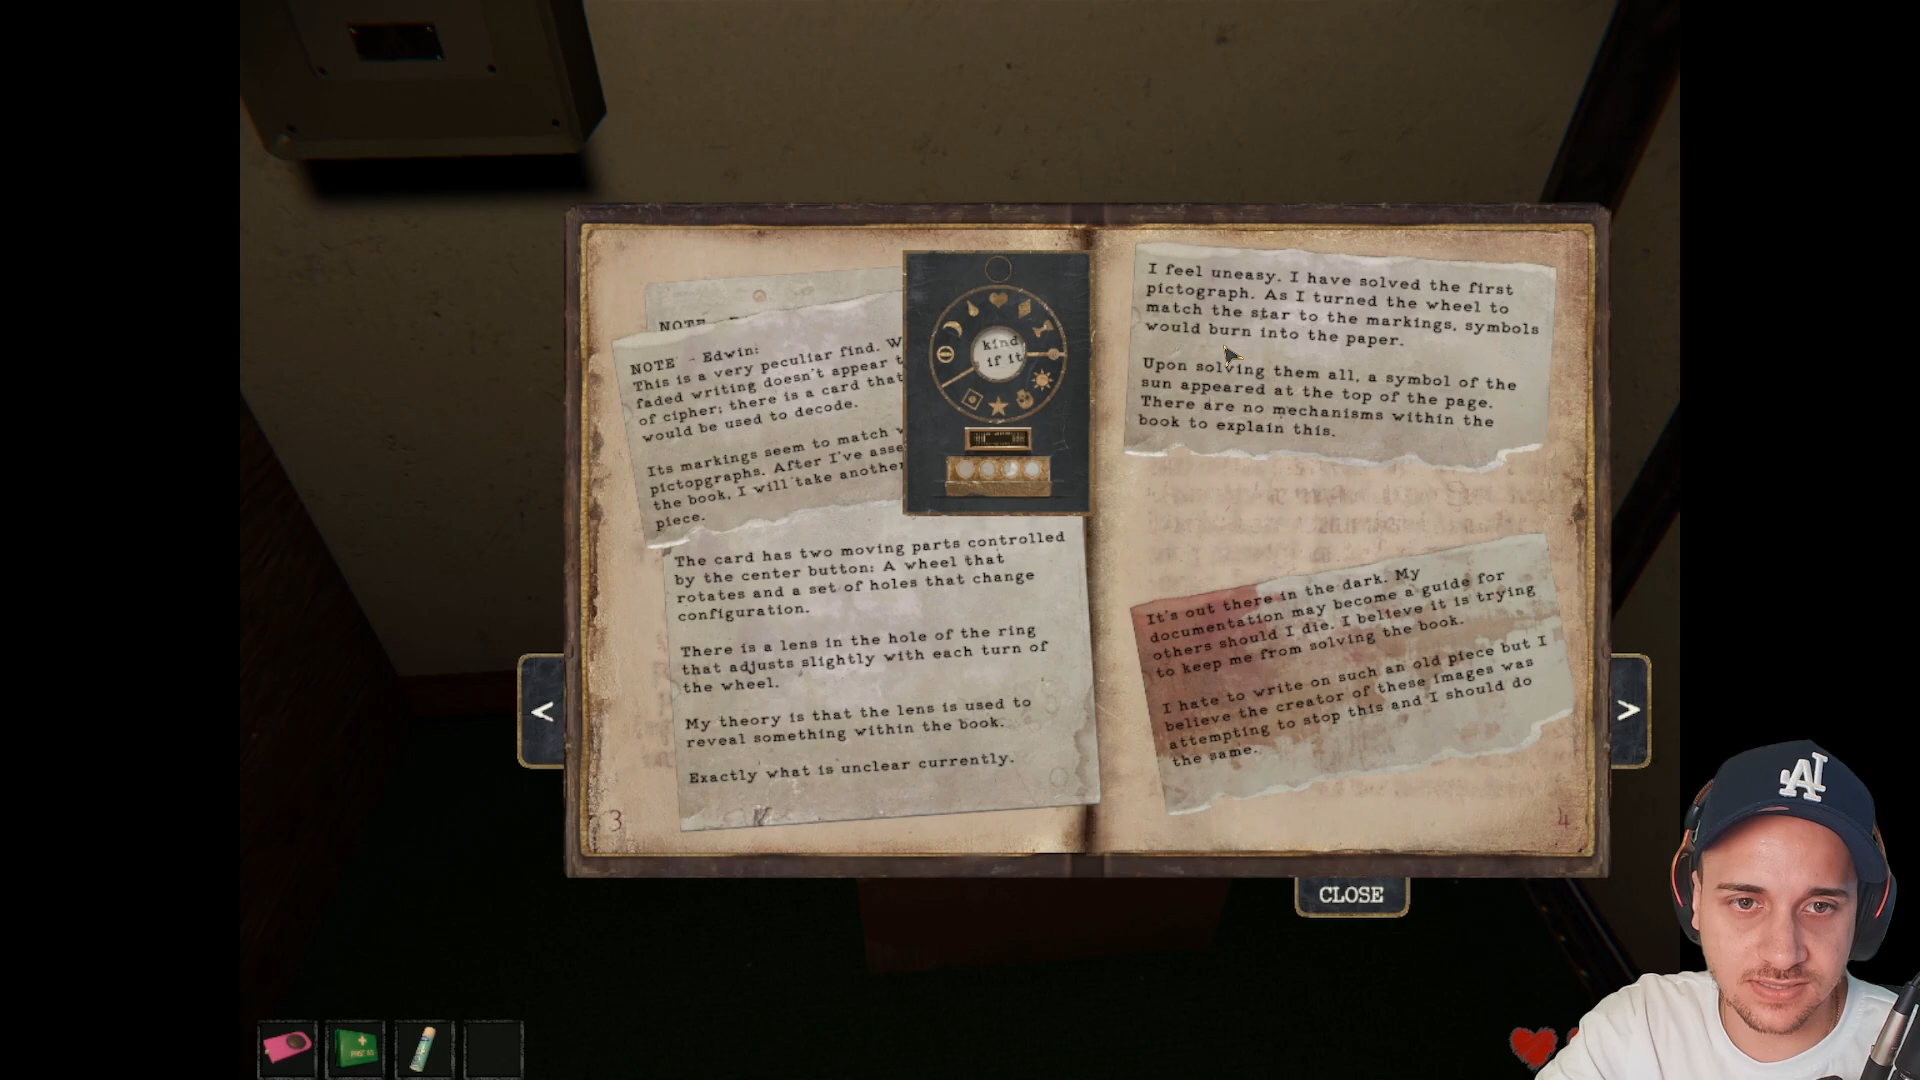 NOTE
NOTE - Edwin:
This is a very peculiar find.
faded writing doesn't appear
of cipher; there is a card that
would be used to decode.
Its markings seem to match
pictopgraphs. After I've
the book, I will take another
piece.
kind
if it
The card has two moving parts controlled
by the center button: A wheel that
rotates and a set of holes that change
configuration.
There is a lens in the hole of the ring
that adjusts slightly with each turn of
the wheel.
My theory is that the lens is used to
reveal something within the book.
Exactly what is unclear currently.
3
I feel uneasy. I have solved the first
pictograph. As I turned the wheel to
match the star to the markings, symbols
would burn into the paper.
Upon solving them all, a symbol of the
sun appeared at the top of the page.
There are no mechanisms within the
book to explain this.
It's out there in the dark. My
documentation may become a guide for
others should I die. I believe it is trying
to keep me from solving the book.
I hate to write on such an old piece but I
believe the creator of these images was
attempting to stop this and I should do
the same.
4
<
>
CLOSE
FIRST AID
LA